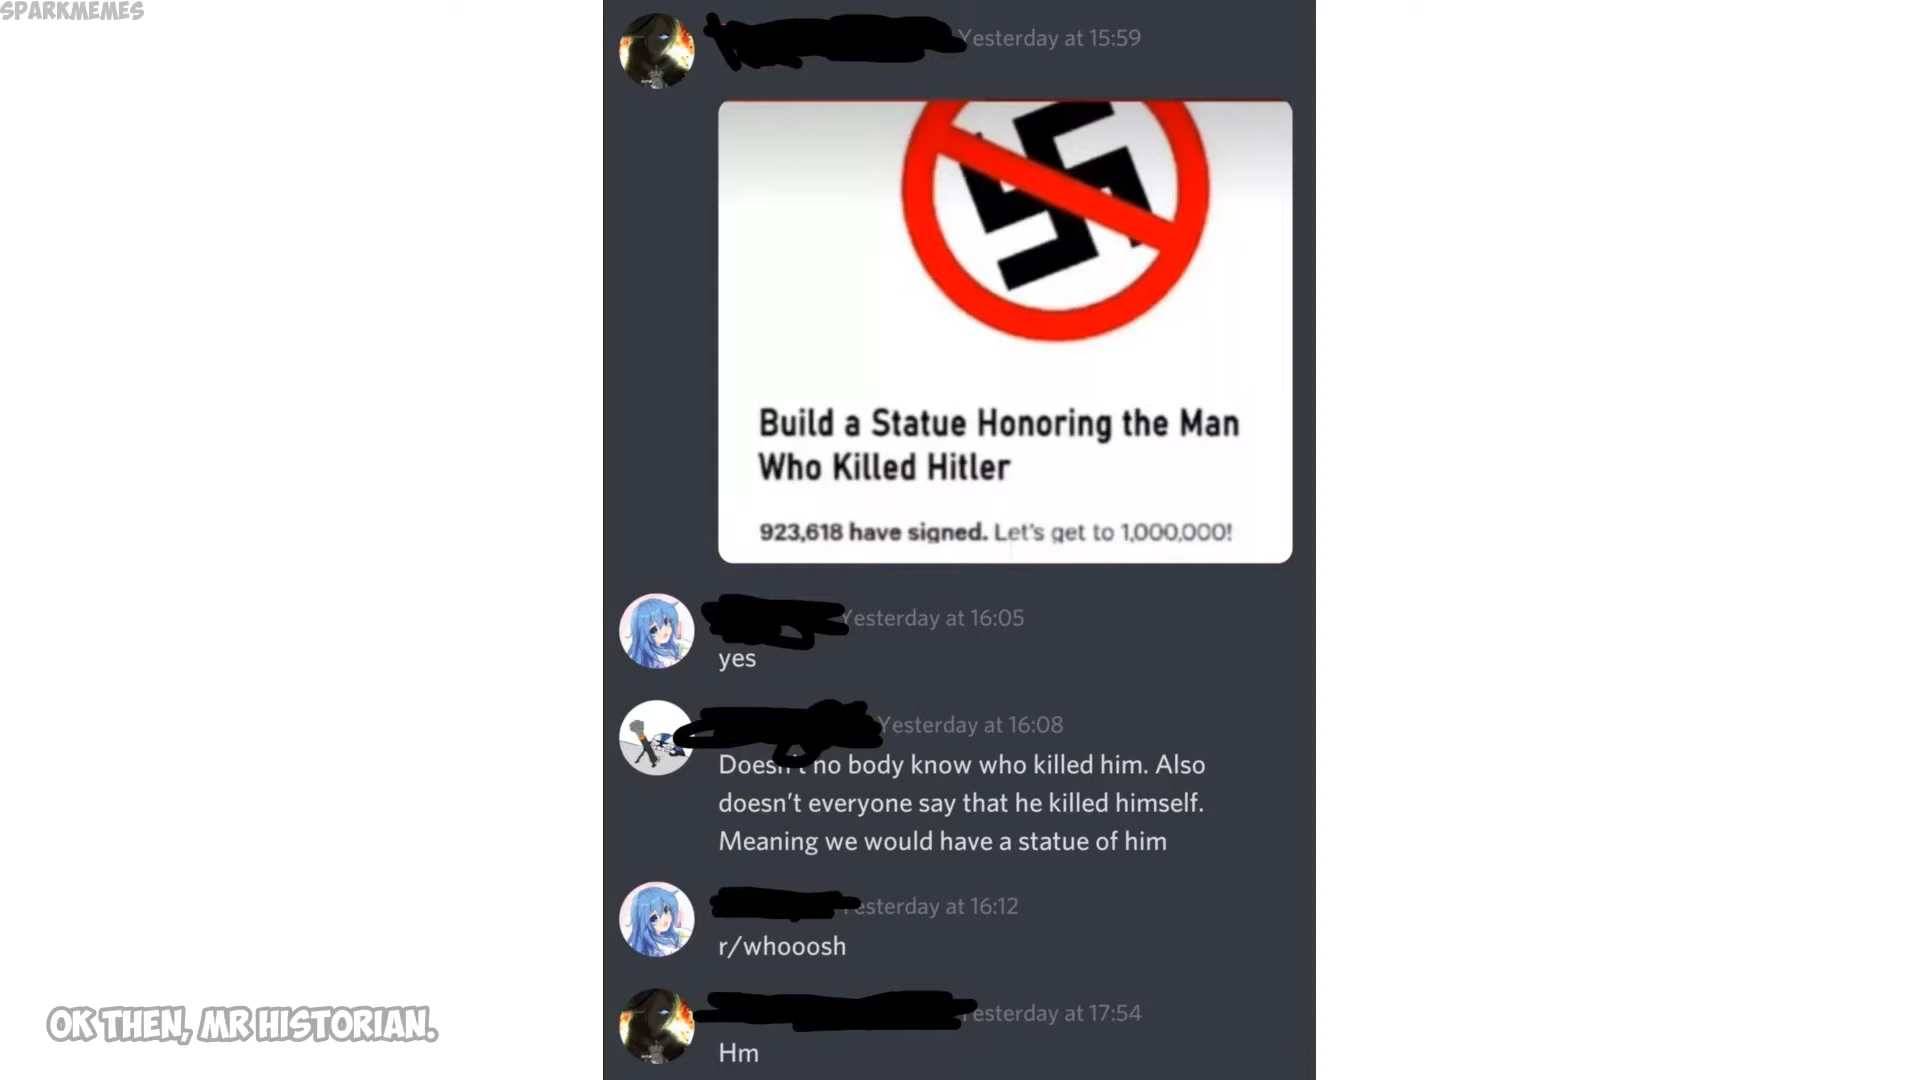 SPARKMEMES
Yesterday at 15:59
Build a Statue Honoring the Man
Who Killed Hitler
923,618 have signed. Let's get to 1,000,000!
Yesterday at 16:05
yes
Yesterday at 16:08
Doesn't no body know who killed him. Also
doesn't everyone say that he killed himself.
Meaning we would have a statue of him
Yesterday at 16:12
r/whooosh
OK THEN, MR HISTORIAN.
Yesterday at 17:54
Hm